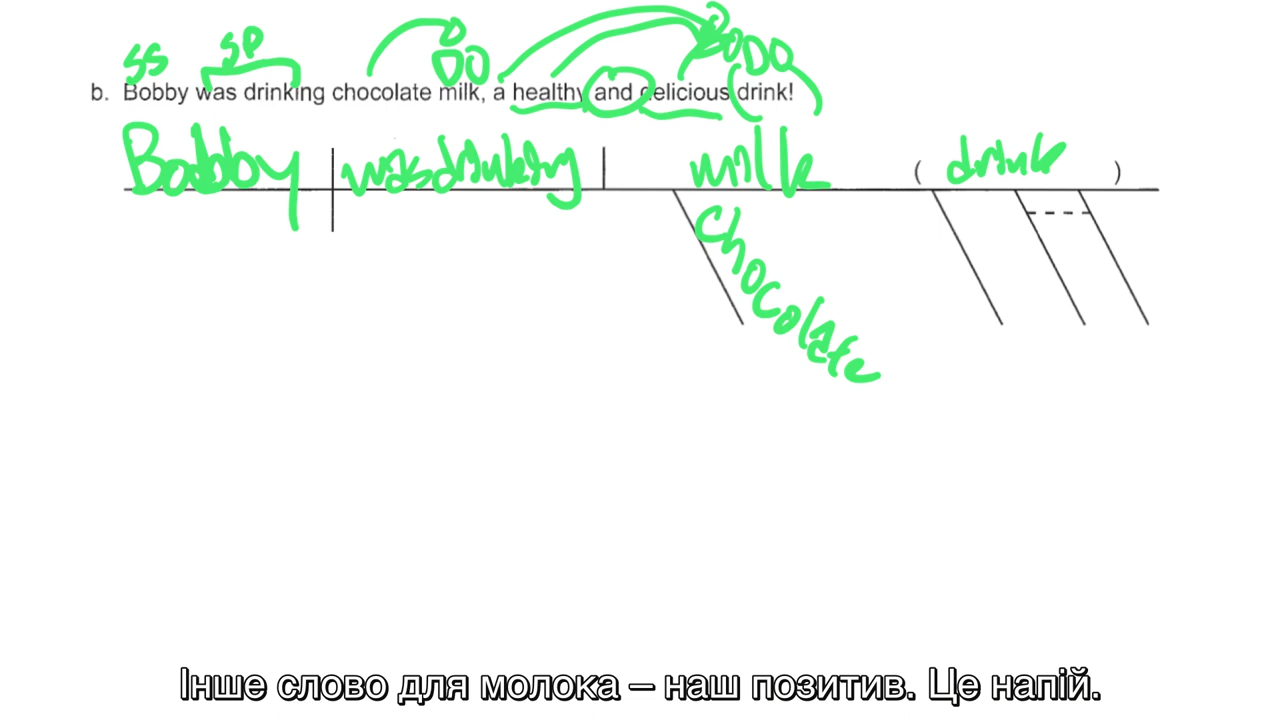 SS SP DO DO
b. Bobby was drinking chocolate milk, a healthy and delicious drink!
Bobby was drinking milk ( drink )
chocolate
Інше слово для молока – наш позитив. Це напій.